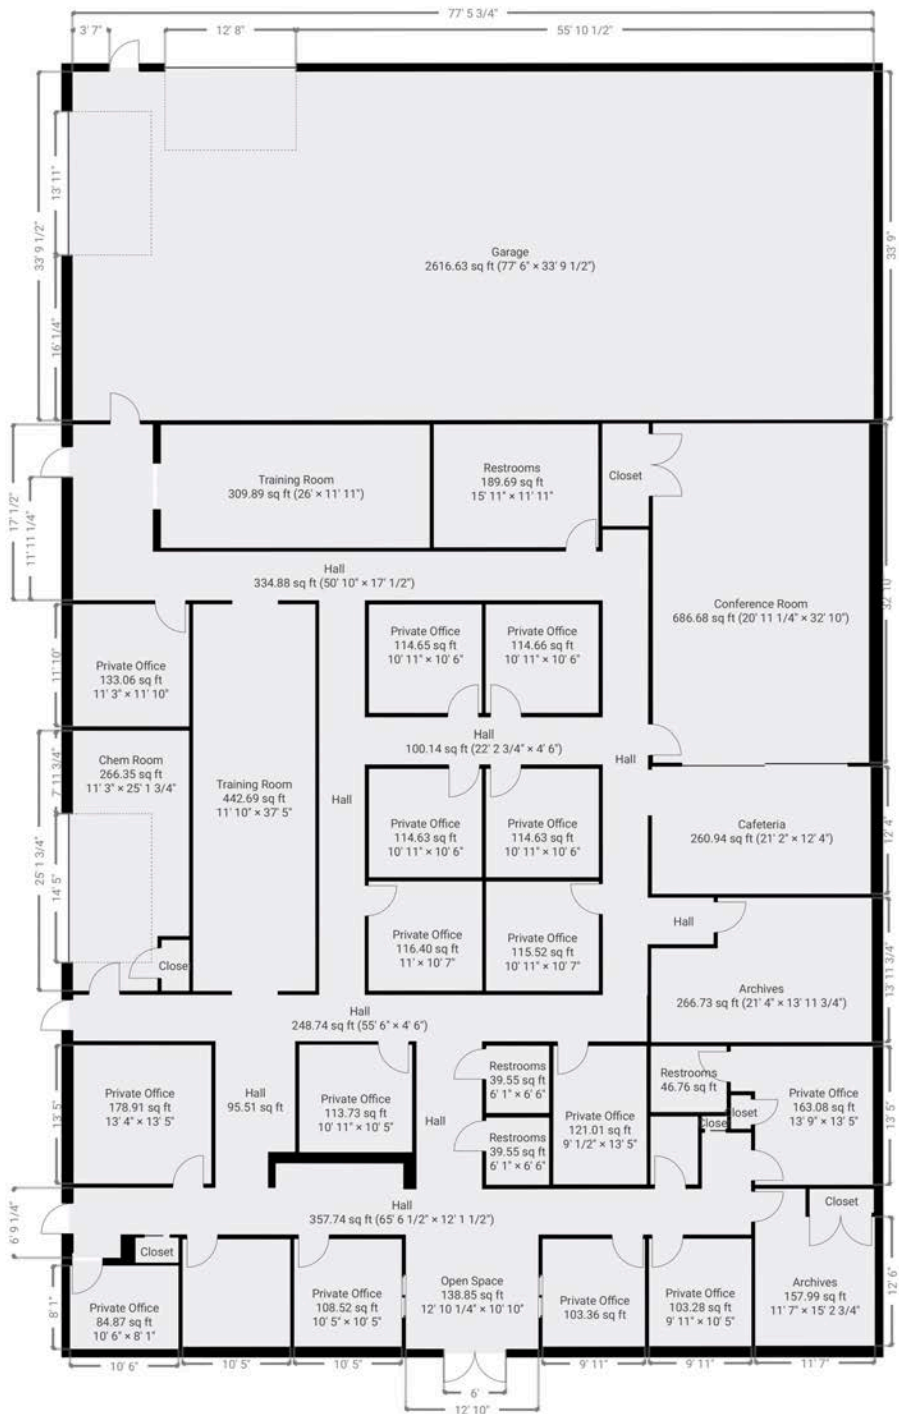 77' 5 3/4"
3' 7"
12' 8"
55' 10 1/2"
33' 9 1/2"
13' 11"
16' 1/4"
33' 9"
Garage
2616.63 sq ft (77' 6" × 33' 9 1/2")
17' 1/2"
11' 11 1/4"
Training Room
309.89 sq ft (26' × 11' 11")
Restrooms
189.69 sq ft
15' 11" × 11' 11"
Closet
Hall
334.88 sq ft (50' 10" × 17' 1/2")
Conference Room
686.68 sq ft (20' 11 1/4" × 32' 10")
32' 10"
11' 10"
Private Office
133.06 sq ft
11' 3" × 11' 10"
Private Office
114.65 sq ft
10' 11" × 10' 6"
Private Office
114.66 sq ft
10' 11" × 10' 6"
Hall
100.14 sq ft (22' 2 3/4" × 4' 6")
Hall
25' 1 3/4"
7' 11 3/4"
14' 5"
Chem Room
266.35 sq ft
11' 3" × 25' 1 3/4"
Training Room
442.69 sq ft
11' 10" × 37' 5"
Hall
Private Office
114.63 sq ft
10' 11" × 10' 6"
Private Office
114.63 sq ft
10' 11" × 10' 6"
Cafeteria
260.94 sq ft (21' 2" × 12' 4")
12' 4"
Private Office
116.40 sq ft
11' × 10' 7"
Private Office
115.52 sq ft
10' 11" × 10' 7"
Hall
Closet
Archives
266.73 sq ft (21' 4" × 13' 11 3/4")
13' 11 3/4"
Hall
248.74 sq ft (55' 6" × 4' 6")
13' 5"
Private Office
178.91 sq ft
13' 4" × 13' 5"
Hall
95.51 sq ft
Private Office
113.73 sq ft
10' 11" × 10' 5"
Hall
Restrooms
39.55 sq ft
6' 1" × 6' 6"
Restrooms
39.55 sq ft
6' 1" × 6' 6"
Private Office
121.01 sq ft
9' 1/2" × 13' 5"
Restrooms
46.76 sq ft
Closet
Closet
Private Office
163.08 sq ft
13' 9" × 13' 5"
13' 5"
6' 9 1/4"
Hall
357.74 sq ft (65' 6 1/2" × 12' 1 1/2")
Closet
Closet
8' 1"
Private Office
84.87 sq ft
10' 6" × 8' 1"
Private Office
108.52 sq ft
10' 5" × 10' 5"
Open Space
138.85 sq ft
12' 10 1/4" × 10' 10"
Private Office
103.36 sq ft
Private Office
103.28 sq ft
9' 11" × 10' 5"
Archives
157.99 sq ft
11' 7" × 15' 2 3/4"
12' 6"
10' 6"
10' 5"
10' 5"
9' 11"
9' 11"
11' 7"
6'
12' 10"